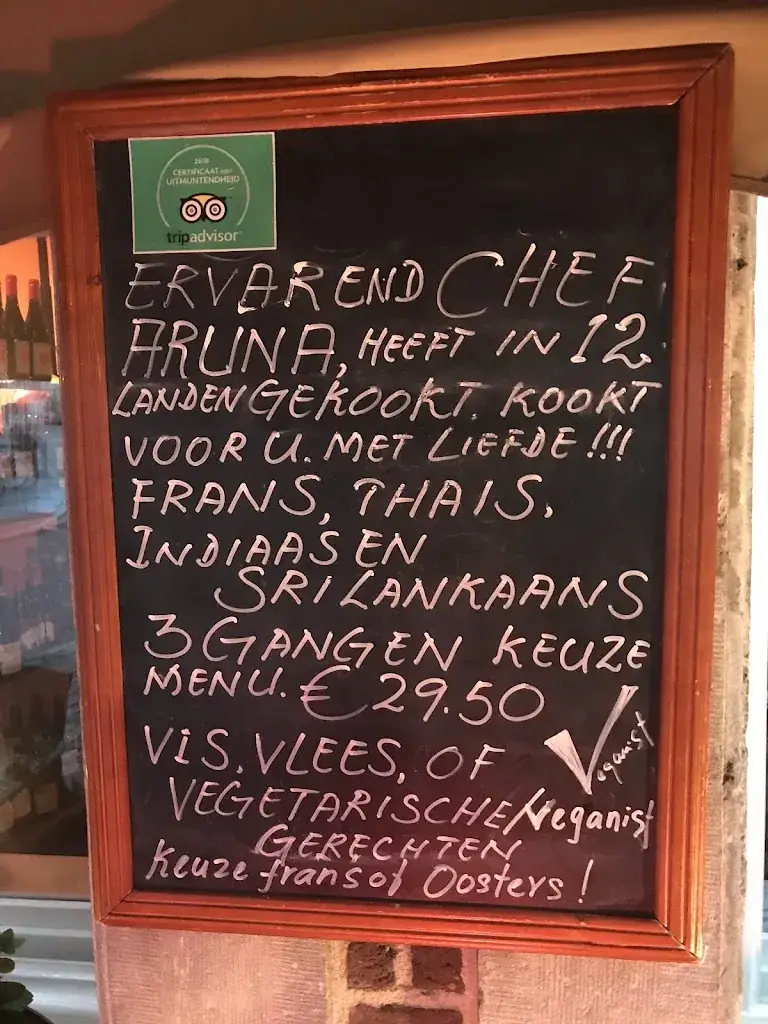 2018
CERTIFICAAT van
UITMUNTENDHEID
tripadvisor
ERVAREND CHEF
ARUNA, HEEFT IN 12
LANDEN GEKOOKT. KOOKT
VOOR U. MET LIEFDE!!!
FRANS, THAIS,
INDIAAS EN
SRILANKAANS
3 GANGEN KEUZE
MENU. € 29.50
VIS, VLEES, OF
Veganist
VEGETARISCHE/Veganist
GERECHTEN
Keuze frans of Oosters!